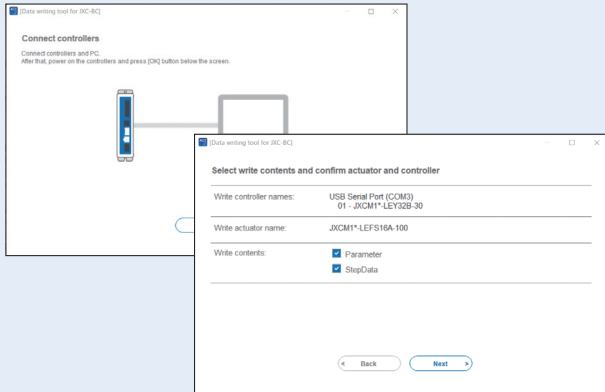 [Data writing tool for JXC-BC]
Connect controllers
Connect controllers and PC.
After that, power on the controllers and press [OK] button below the screen.
[Data writing tool for JXC-BC]
Select write contents and confirm actuator and controller
Write controller names: USB Serial Port (COM3)
01 - JXCM1*-LEY32B-30
Write actuator name: JXCM1*-LEFS16A-100
Write contents: Parameter
StepData
Back Next